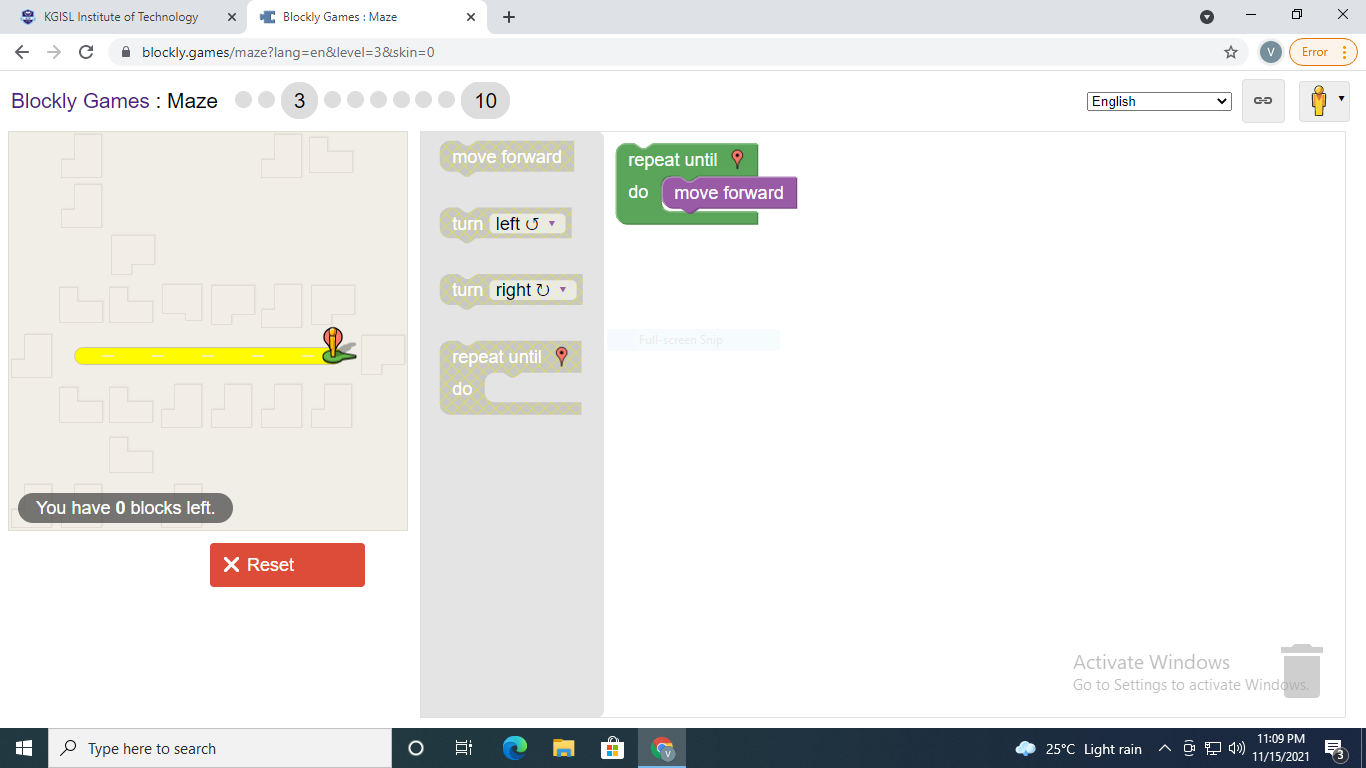 KGISL Institute of Technology
Blockly Games : Maze
blockly.games/maze?lang=en&level=3&skin=0
V
Error
Blockly Games : Maze
3
10
English
move forward
turn left ↺
turn right ↻
repeat until
do
repeat until
do move forward
Full-screen Snip
You have 0 blocks left.
Reset
Activate Windows
Go to Settings to activate Windows.
Type here to search
V
25°C Light rain
11:09 PM
11/15/2021
3